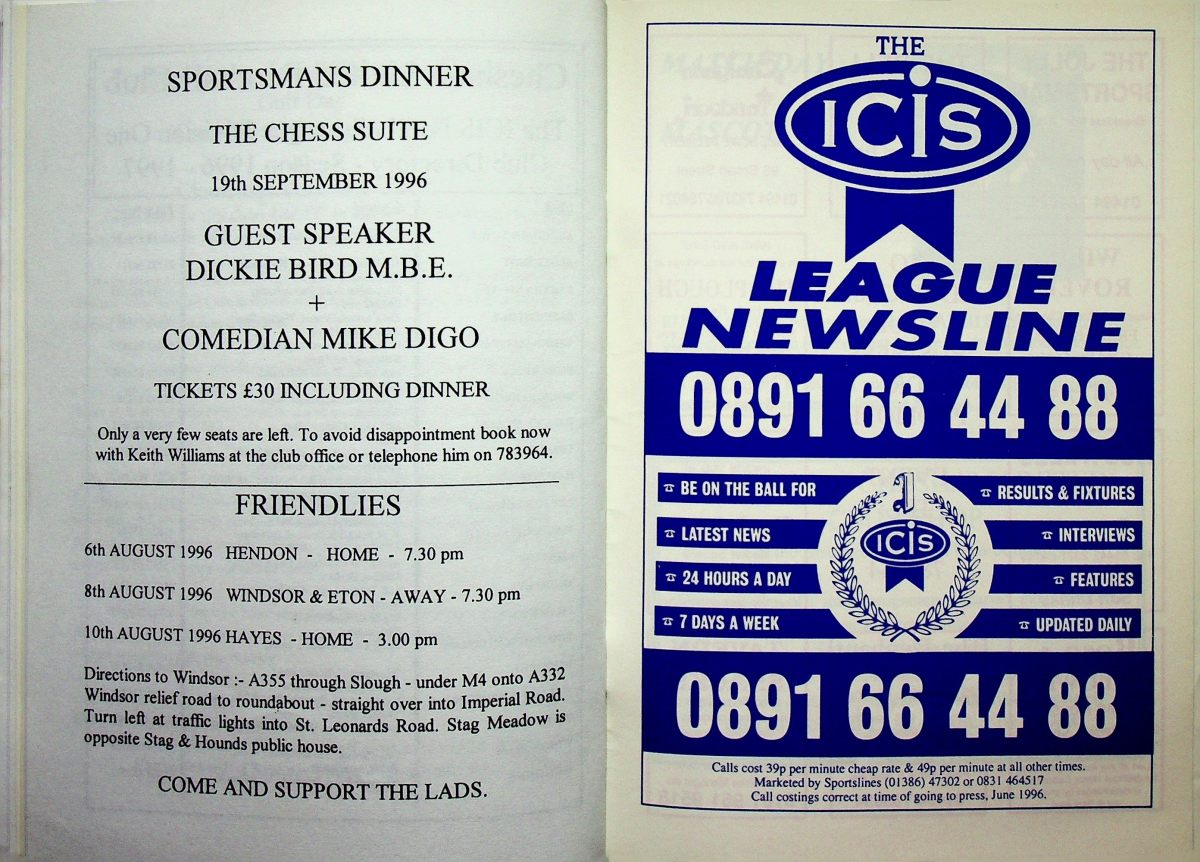 SPORTSMANS DINNER
THE CHESS SUITE
19th SEPTEMBER 1996
GUEST SPEAKER
DICKIE BIRD M.B.E.
+
COMEDIAN MIKE DIGO
TICKETS £30 INCLUDING DINNER
Only a very few seats are left. To avoid disappointment book now
with Keith Williams at the club office or telephone him on 783964.
FRIENDLIES
6th AUGUST 1996 HENDON - HOME - 7.30 pm
8th AUGUST 1996 WINDSOR & ETON - AWAY - 7.30 pm
10th AUGUST 1996 HAYES - HOME - 3.00 pm
Directions to Windsor :- A355 through Slough - under M4 onto A332
Windsor relief road to roundabout - straight over into Imperial Road.
Turn left at traffic lights into St. Leonards Road. Stag Meadow is
opposite Stag & Hounds public house.
COME AND SUPPORT THE LADS.
THE
ICiS
LEAGUE
NEWSLINE
0891 66 44 88
☎ BE ON THE BALL FOR
☎ LATEST NEWS
☎ 24 HOURS A DAY
☎ 7 DAYS A WEEK
ICiS
☎ RESULTS & FIXTURES
☎ INTERVIEWS
☎ FEATURES
☎ UPDATED DAILY
0891 66 44 88
Calls cost 39p per minute cheap rate & 49p per minute at all other times.
Marketed by Sportslines (01386) 47302 or 0831 464517
Call costings correct at time of going to press, June 1996.